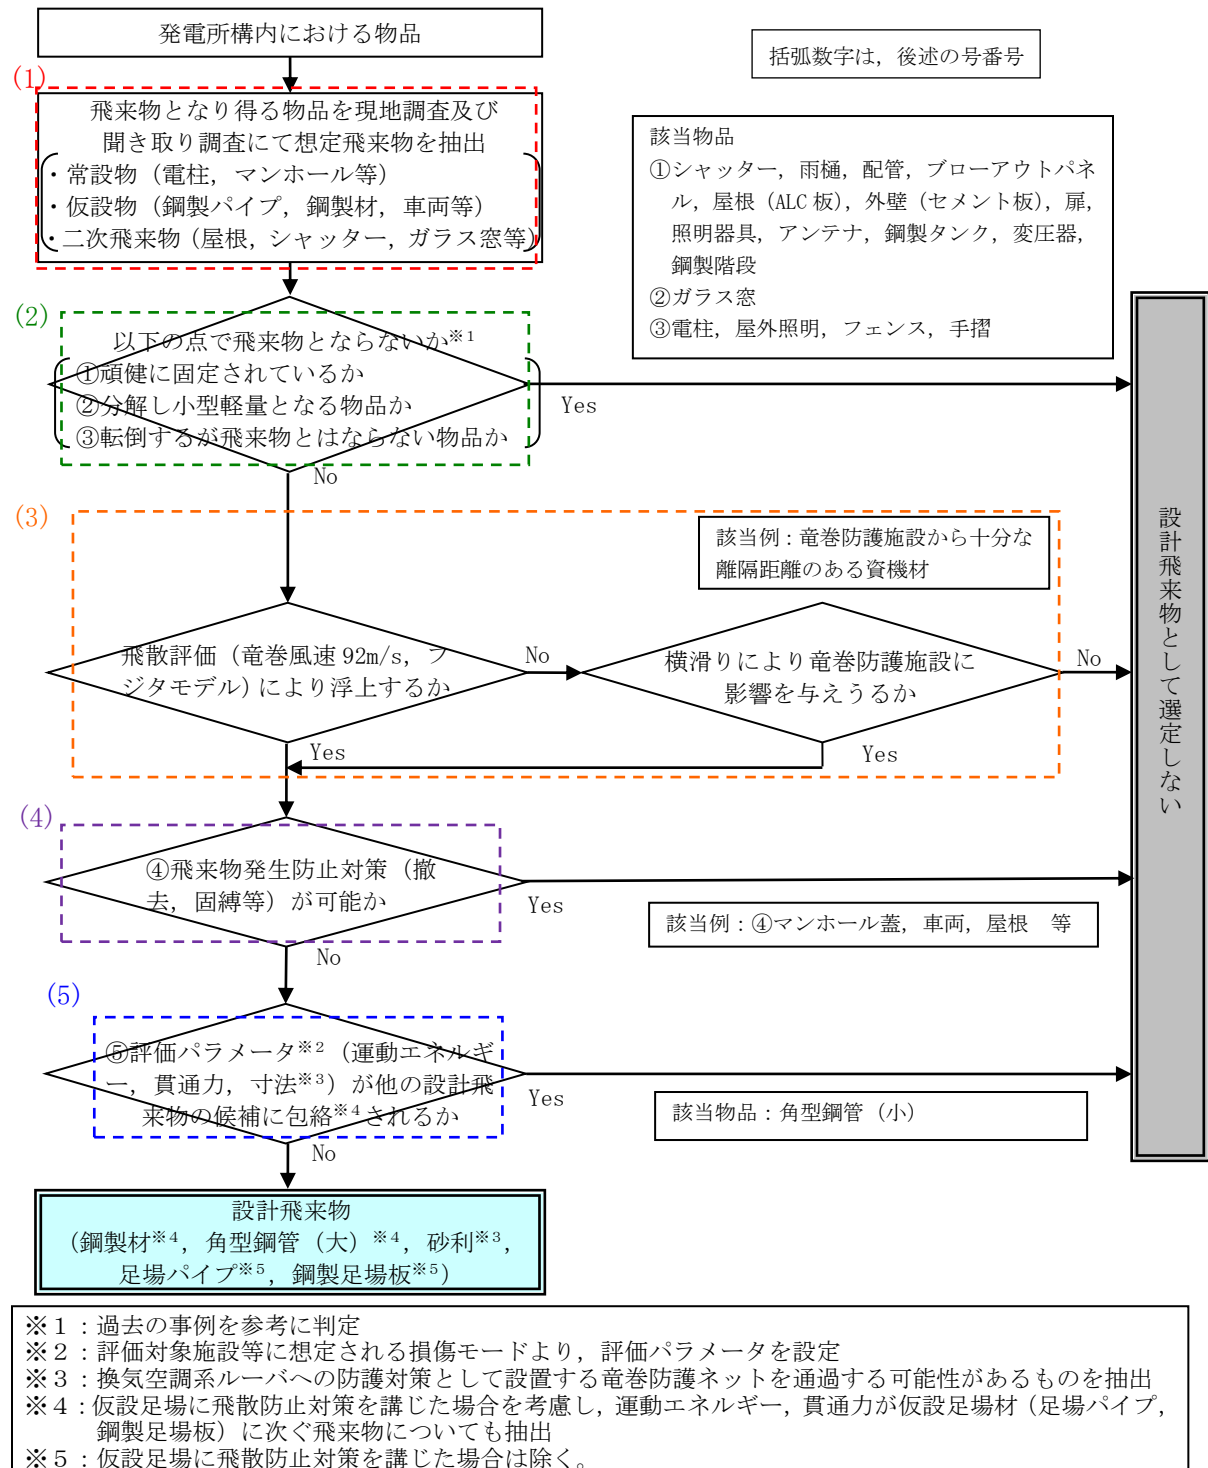 発電所構内における物品
括弧数字は，後述の号番号
(1)
飛来物となり得る物品を現地調査及び
聞き取り調査にて想定飛来物を抽出
・常設物（電柱，マンホール等）
・仮設物（鋼製パイプ，鋼製材，車両等）
・二次飛来物（屋根，シャッター，ガラス窓等）
該当物品
①シャッター，雨樋，配管，ブローアウトパネ
ル，屋根（ALC 板），外壁（セメント板），扉，
照明器具，アンテナ，鋼製タンク，変圧器，
鋼製階段
②ガラス窓
③電柱，屋外照明，フェンス，手摺
(2)
以下の点で飛来物とならないか※1
①頑健に固定されているか
②分解し小型軽量となる物品か
③転倒するが飛来物とはならない物品か
Yes
No
設計飛来物として選定しない
(3)
該当例：竜巻防護施設から十分な
離隔距離のある資機材
飛散評価（竜巻風速 92m/s，フ
ジタモデル）により浮上するか
No
横滑りにより竜巻防護施設に
影響を与えうるか
No
Yes
Yes
(4)
④飛来物発生防止対策（撤
去，固縛等）が可能か
Yes
該当例：④マンホール蓋，車両，屋根　等
No
(5)
⑤評価パラメータ※2（運動エネルギ
ー，貫通力，寸法※3）が他の設計飛
来物の候補に包絡※4されるか
Yes
該当物品：角型鋼管（小）
No
設計飛来物
（鋼製材※4，角型鋼管（大）※4，砂利※3，
足場パイプ※5，鋼製足場板※5）
※１：過去の事例を参考に判定
※２：評価対象施設等に想定される損傷モードより，評価パラメータを設定
※３：換気空調系ルーバへの防護対策として設置する竜巻防護ネットを通過する可能性があるものを抽出
※４：仮設足場に飛散防止対策を講じた場合を考慮し，運動エネルギー，貫通力が仮設足場材（足場パイプ，
鋼製足場板）に次ぐ飛来物についても抽出
※５：仮設足場に飛散防止対策を講じた場合は除く。